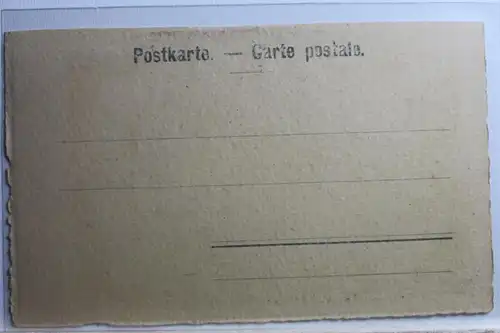 Postkarte. — Carte postale.